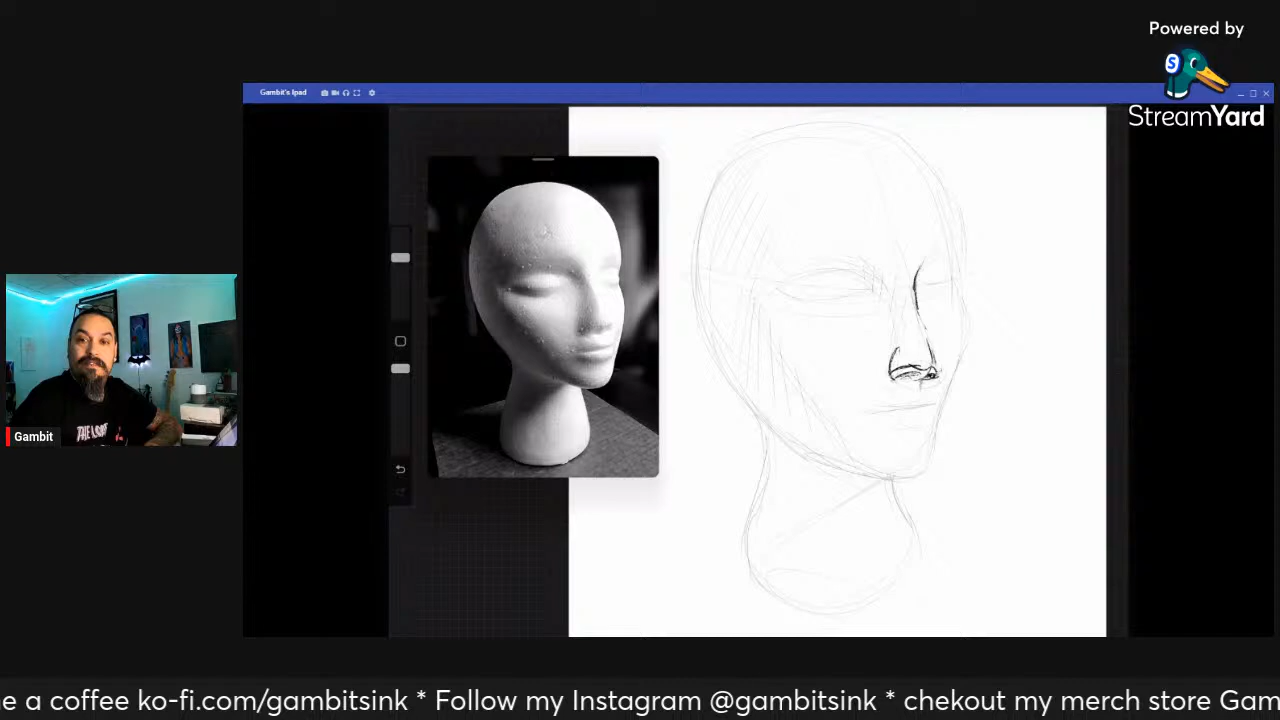 Powered by
StreamYard
Gambit's Ipad
Gambit
e a coffee ko-fi.com/gambitsink * Follow my Instagram @gambitsink * chekout my merch store Gam